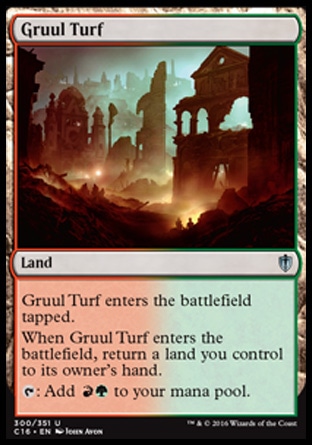 Gruul Turf
Land
Gruul Turf enters the battlefield
tapped.
When Gruul Turf enters the
battlefield, return a land you control
to its owner's hand.
: Add to your mana pool.
300/351 U
C16 • EN John Avon
™ & © 2016 Wizards of the Coast